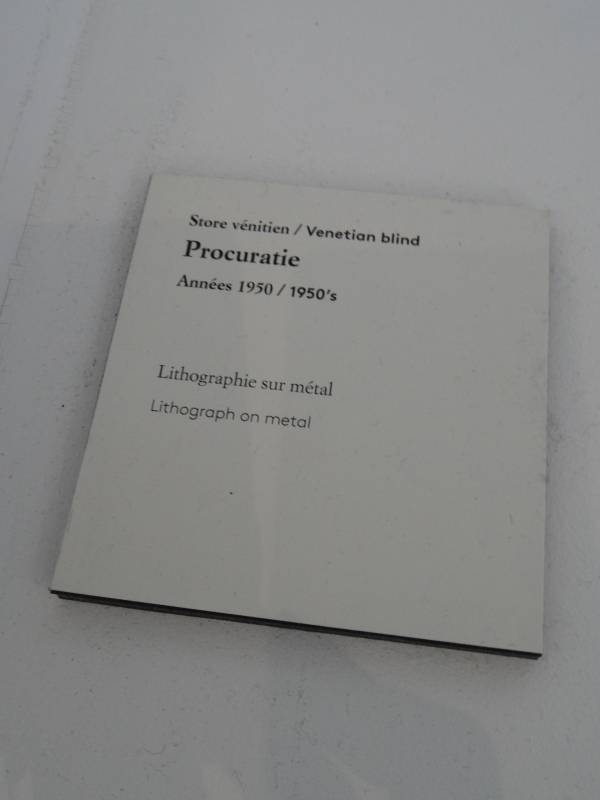 Store vénitien / Venetian blind
Procuratie
Années 1950 / 1950's
Lithographie sur métal
Lithograph on metal